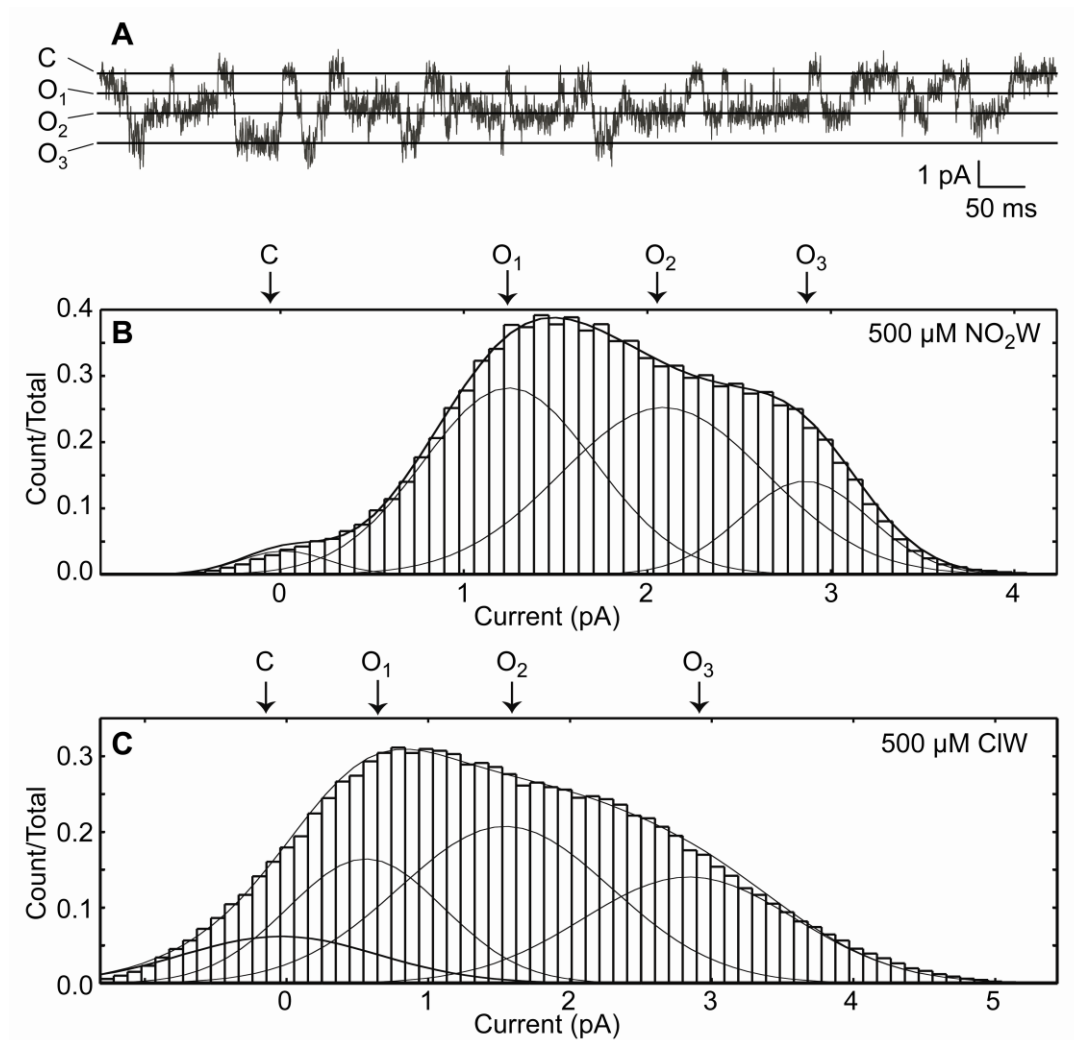 A
C
O1
O2
O3
1 pA
50 ms
C O1 O2 O3
B
500 µM NO2W
0.4
0.3
0.2
0.1
0.0
Count/Total
0 1 2 3 4
Current (pA)
C O1 O2 O3
C
500 µM ClW
0.3
0.2
0.1
0.0
Count/Total
0 1 2 3 4 5
Current (pA)